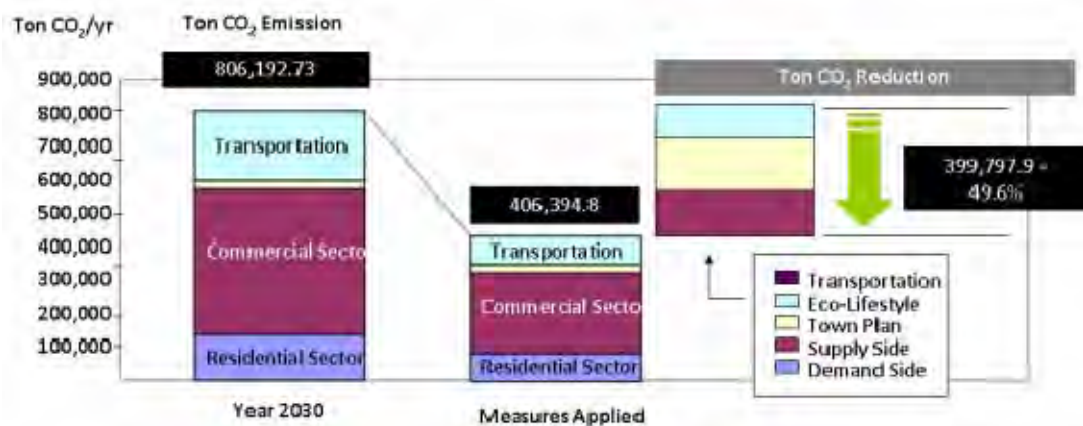 Ton CO₂/yr
Ton CO₂ Emission
806,192.73
900,000
800,000
700,000
600,000
500,000
400,000
300,000
200,000
100,000
Transportation
Commercial Secto
Residential Sector
Year 2030
406,394.8
Transportation
Commercial Secto
Residential Sector
Measures Applied
Ton CO₂ Reduction
399,797.9 =
49.6%
Transportation
Eco-Lifestyle
Town Plan
Supply Side
Demand Side